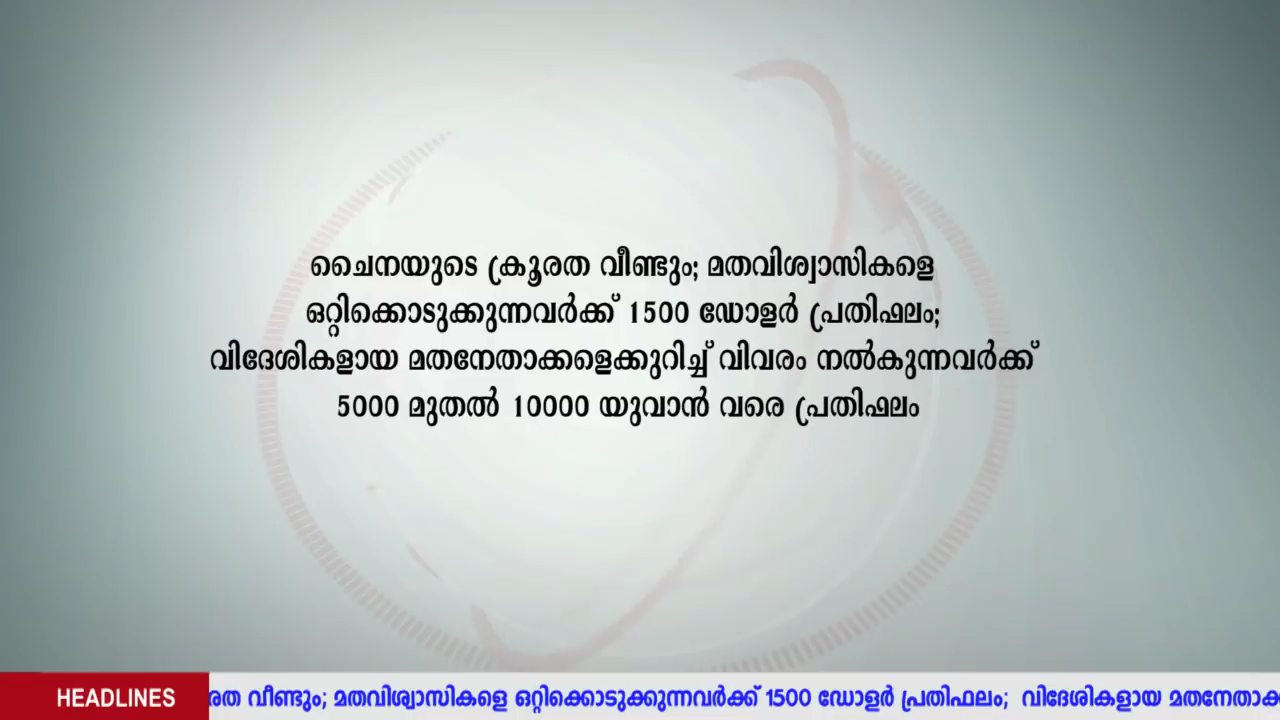 ചൈനയുടെ ക്രൂരത വീണ്ടും; മതവിശ്വാസികളെ
ഒറ്റിക്കൊടുക്കുന്നവർക്ക് 1500 ഡോളർ പ്രതിഫലം;
വിദേശികളായ മതനേതാക്കളെക്കുറിച്ച് വിവരം നൽകുന്നവർക്ക്
5000 മുതൽ 10000 യുവാൻ വരെ പ്രതിഫലം
HEADLINES രത വീണ്ടും; മതവിശ്വാസികളെ ഒറ്റിക്കൊടുക്കുന്നവർക്ക് 1500 ഡോളർ പ്രതിഫലം; വിദേശികളായ മതനേതാക്ക